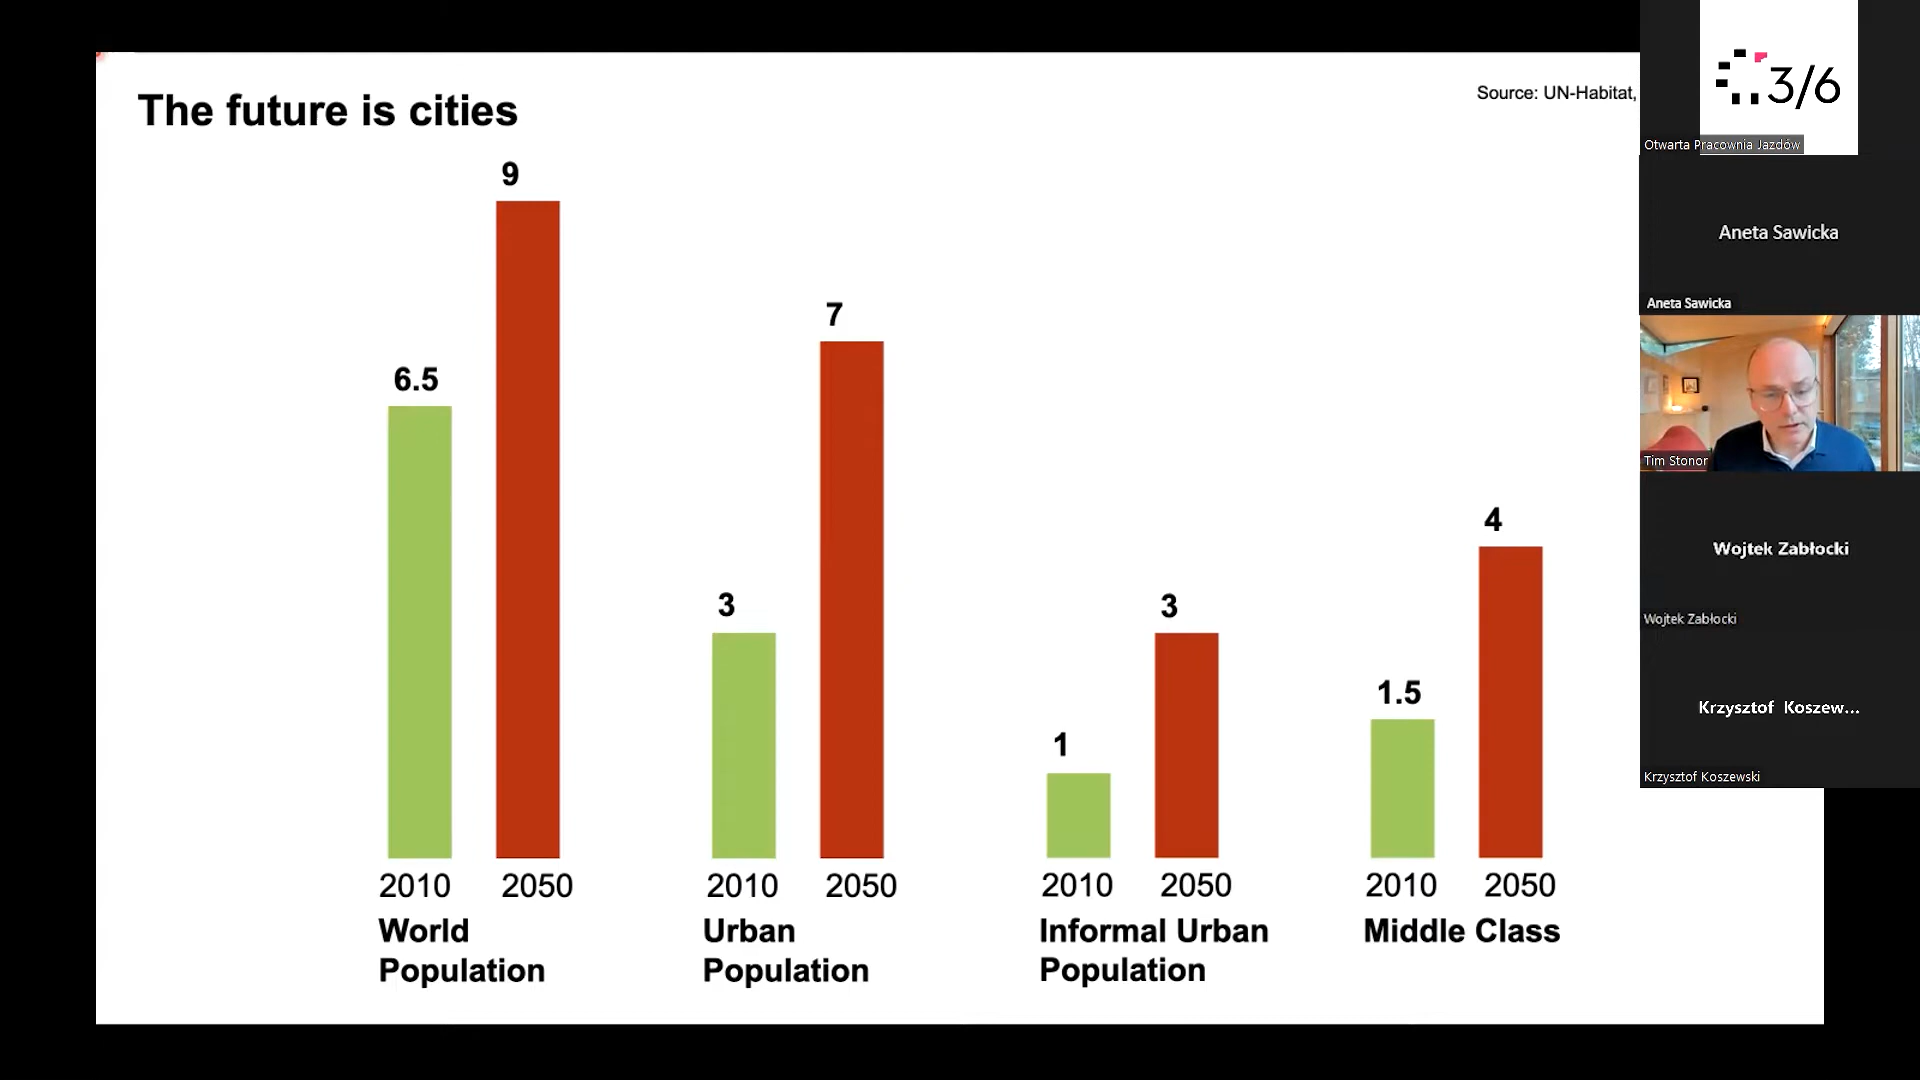 The future is cities
Source: UN-Habitat,
9
6.5
7
3
3
1
4
1.5
2010 2050 2010 2050 2010 2050 2010 2050
World
Population
Urban
Population
Informal Urban
Population
Middle Class
3/6
Otwarta Pracownia Jazdów
Aneta Sawicka
Aneta Sawicka
Tim Stonor
Wojtek Zabłocki
Wojtek Zabłocki
Krzysztof Koszew...
Krzysztof Koszewski